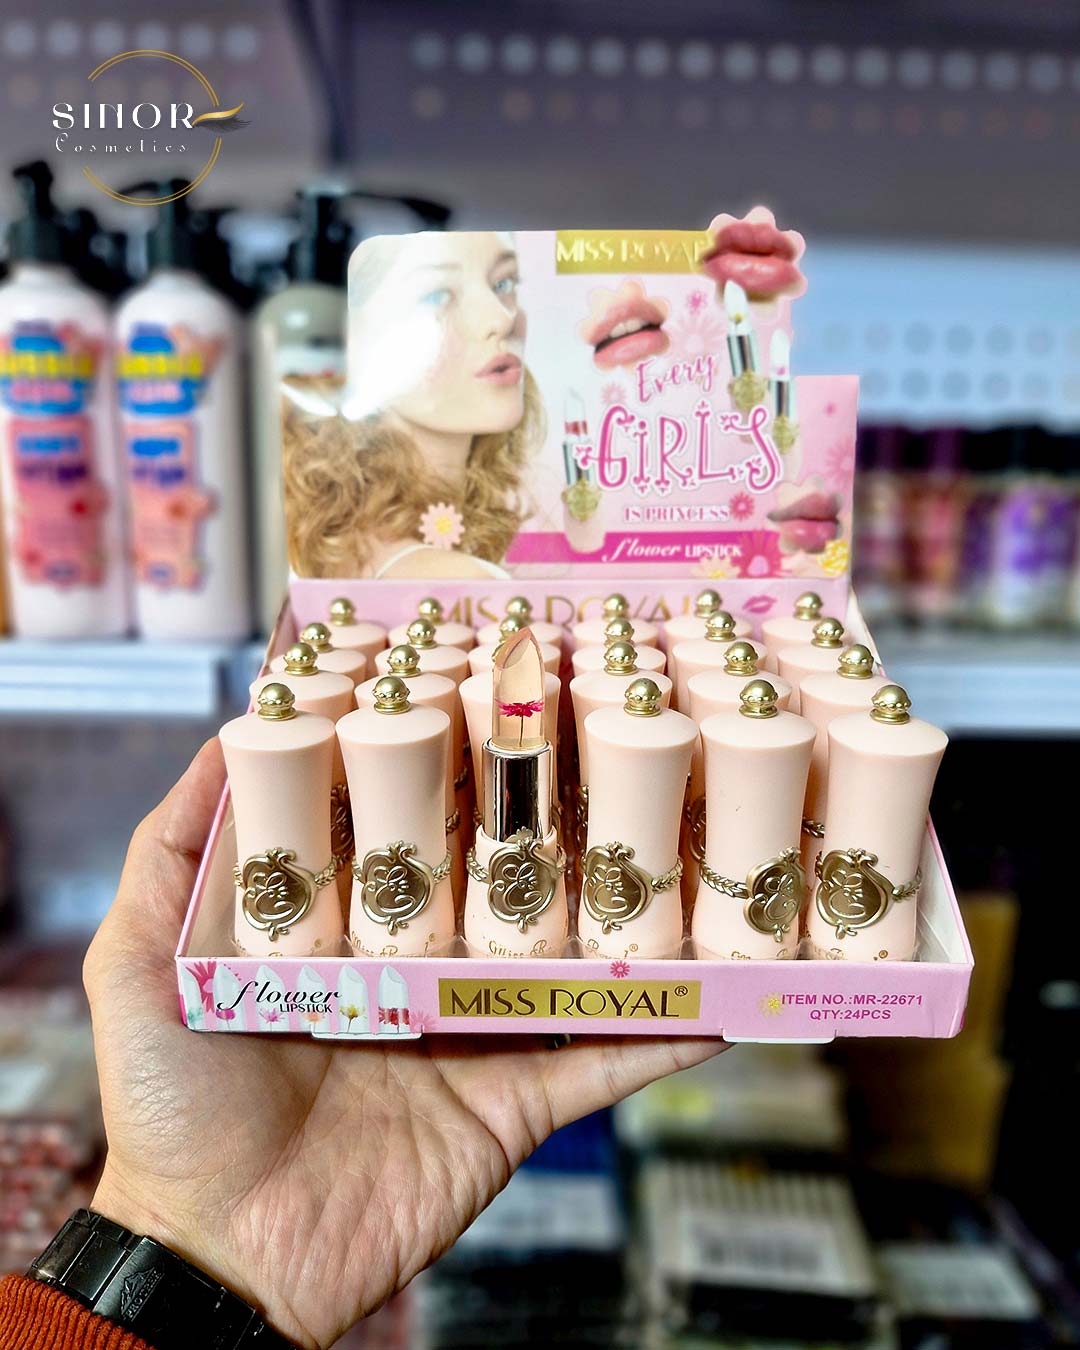 SINOR
Cosmetics
MISS ROYAL
Every
GIRLS
IS PRINCESS
flower LIPSTICK
MISS ROYAL
flower
LIPSTICK
MISS ROYAL®
ITEM NO.:MR-22671
QTY:24PCS